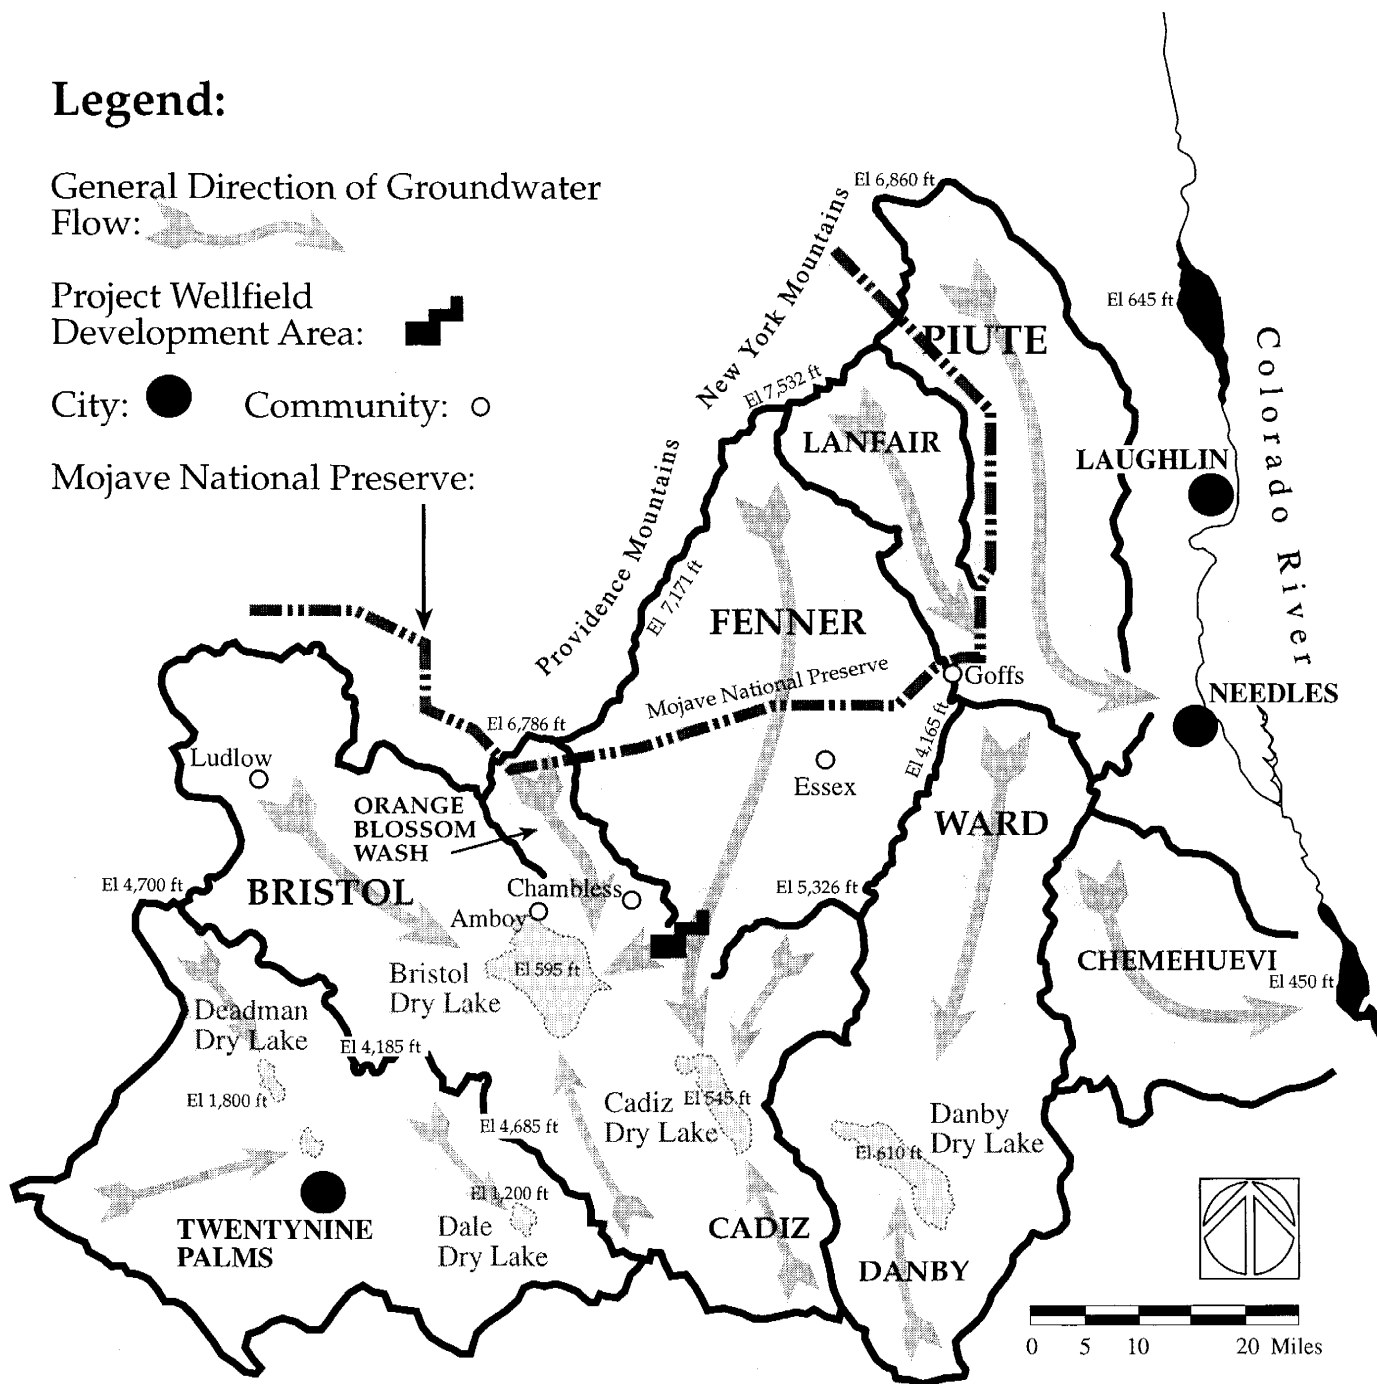 Legend:
General Direction of Groundwater
Flow:
Project Wellfield
Development Area:
City:
Community:
Mojave National Preserve:
El 6,860 ft
New York Mountains
El 645 ft
PIUTE
Colorado River
El 7,532 ft
LANFAIR
LAUGHLIN
Providence Mountains
El 7,171 ft
FENNER
Mojave National Preserve
Goffs
NEEDLES
El 6,786 ft
El 4,165 ft
Ludlow
Essex
ORANGE
BLOSSOM
WASH
WARD
El 4,700 ft
BRISTOL
Chambless
El 5,326 ft
Amboy
Bristol
Dry Lake
El 595 ft
CHEMEHUEVI
El 450 ft
Deadman
Dry Lake
El 4,185 ft
El 1,800 ft
Cadiz
Dry Lake
El 545 ft
Danby
Dry Lake
El 610 ft
El 4,685 ft
El 1,200 ft
TWENTYNINE
PALMS
Dale
Dry Lake
CADIZ
DANBY
0 5 10 20 Miles